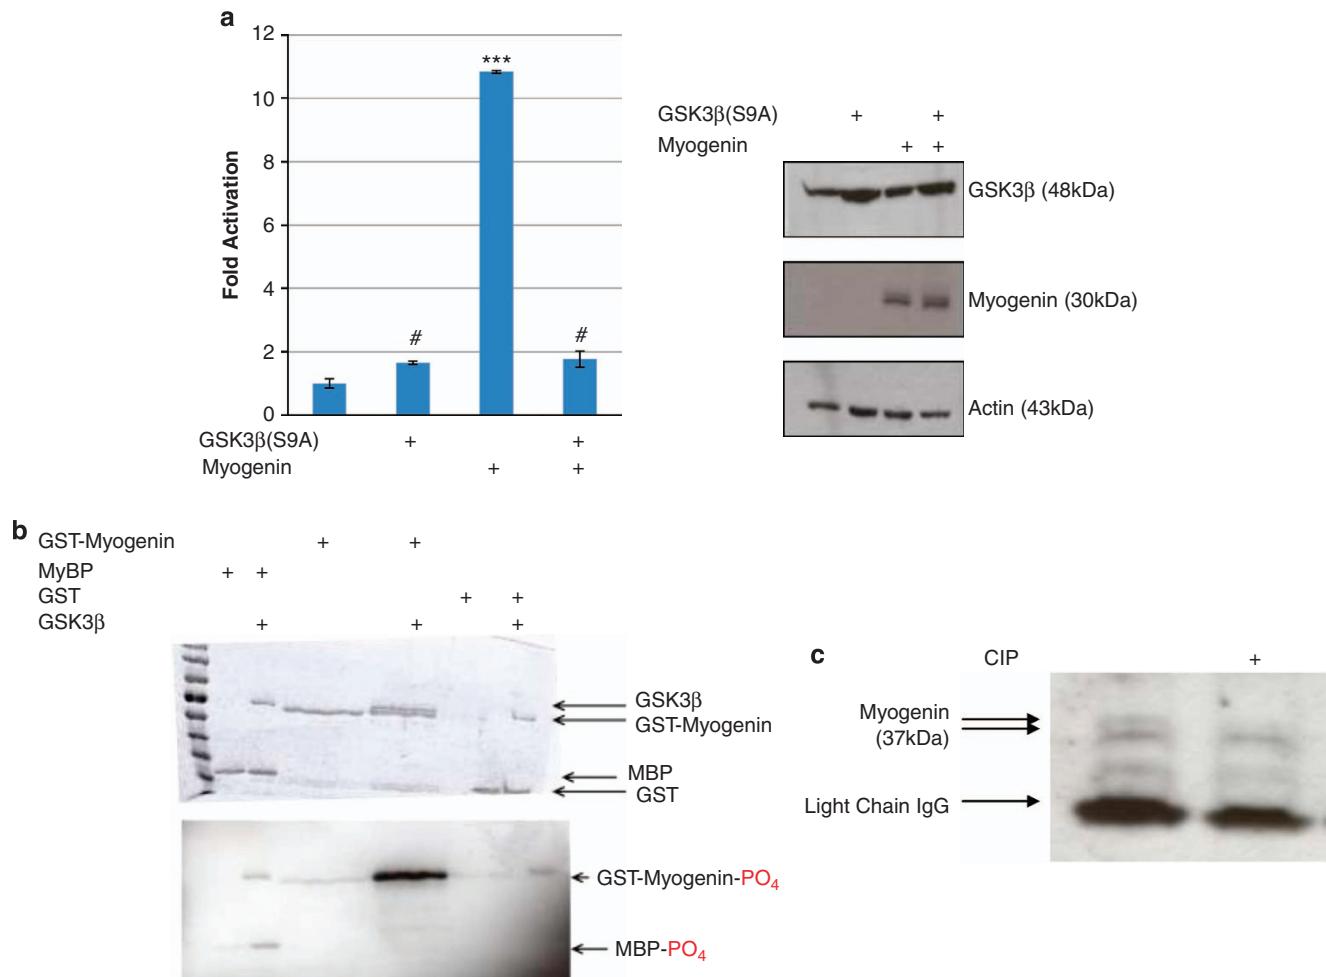 a
12
10
8
6
4
2
0
Fold Activation
***
#
#
GSK3β(S9A) + +
Myogenin + +
GSK3β(S9A) + +
Myogenin + +
GSK3β (48kDa)
Myogenin (30kDa)
Actin (43kDa)
b
GST-Myogenin + +
MyBP + +
GST + +
GSK3β + + +
GSK3β
GST-Myogenin
MBP
GST
GST-Myogenin-PO4
MBP-PO4
c
CIP +
Myogenin
(37kDa)
Light Chain IgG